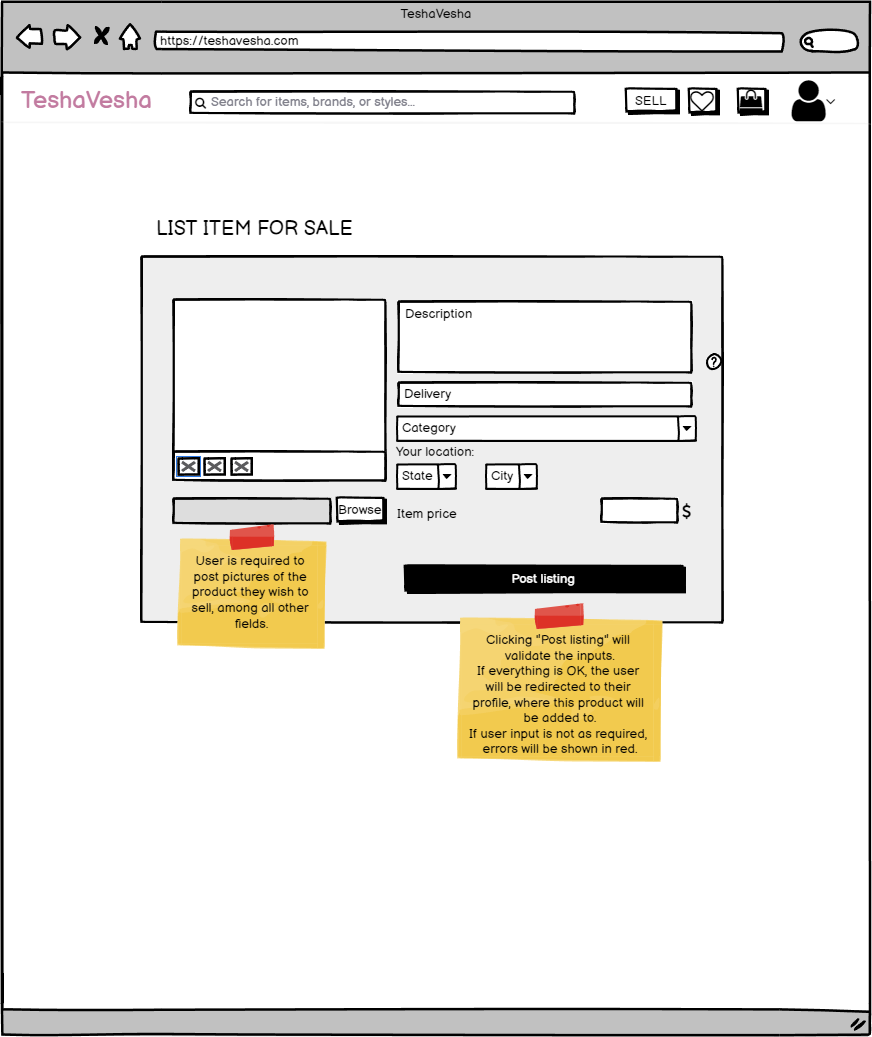 TeshaVesha
https://teshavesha.com
TeshaVesha
Search for items, brands, or styles...
SELL
LIST ITEM FOR SALE
Description
?
Delivery
Category
Your location:
State
City
Browse
Item price
$
User is required to
post pictures of the
product they wish to
sell, among all other
fields.
Post listing
Clicking "Post listing" will
validate the inputs.
If everything is OK, the user
will be redirected to their
profile, where this product will
be added to.
If user input is not as required,
errors will be shown in red.